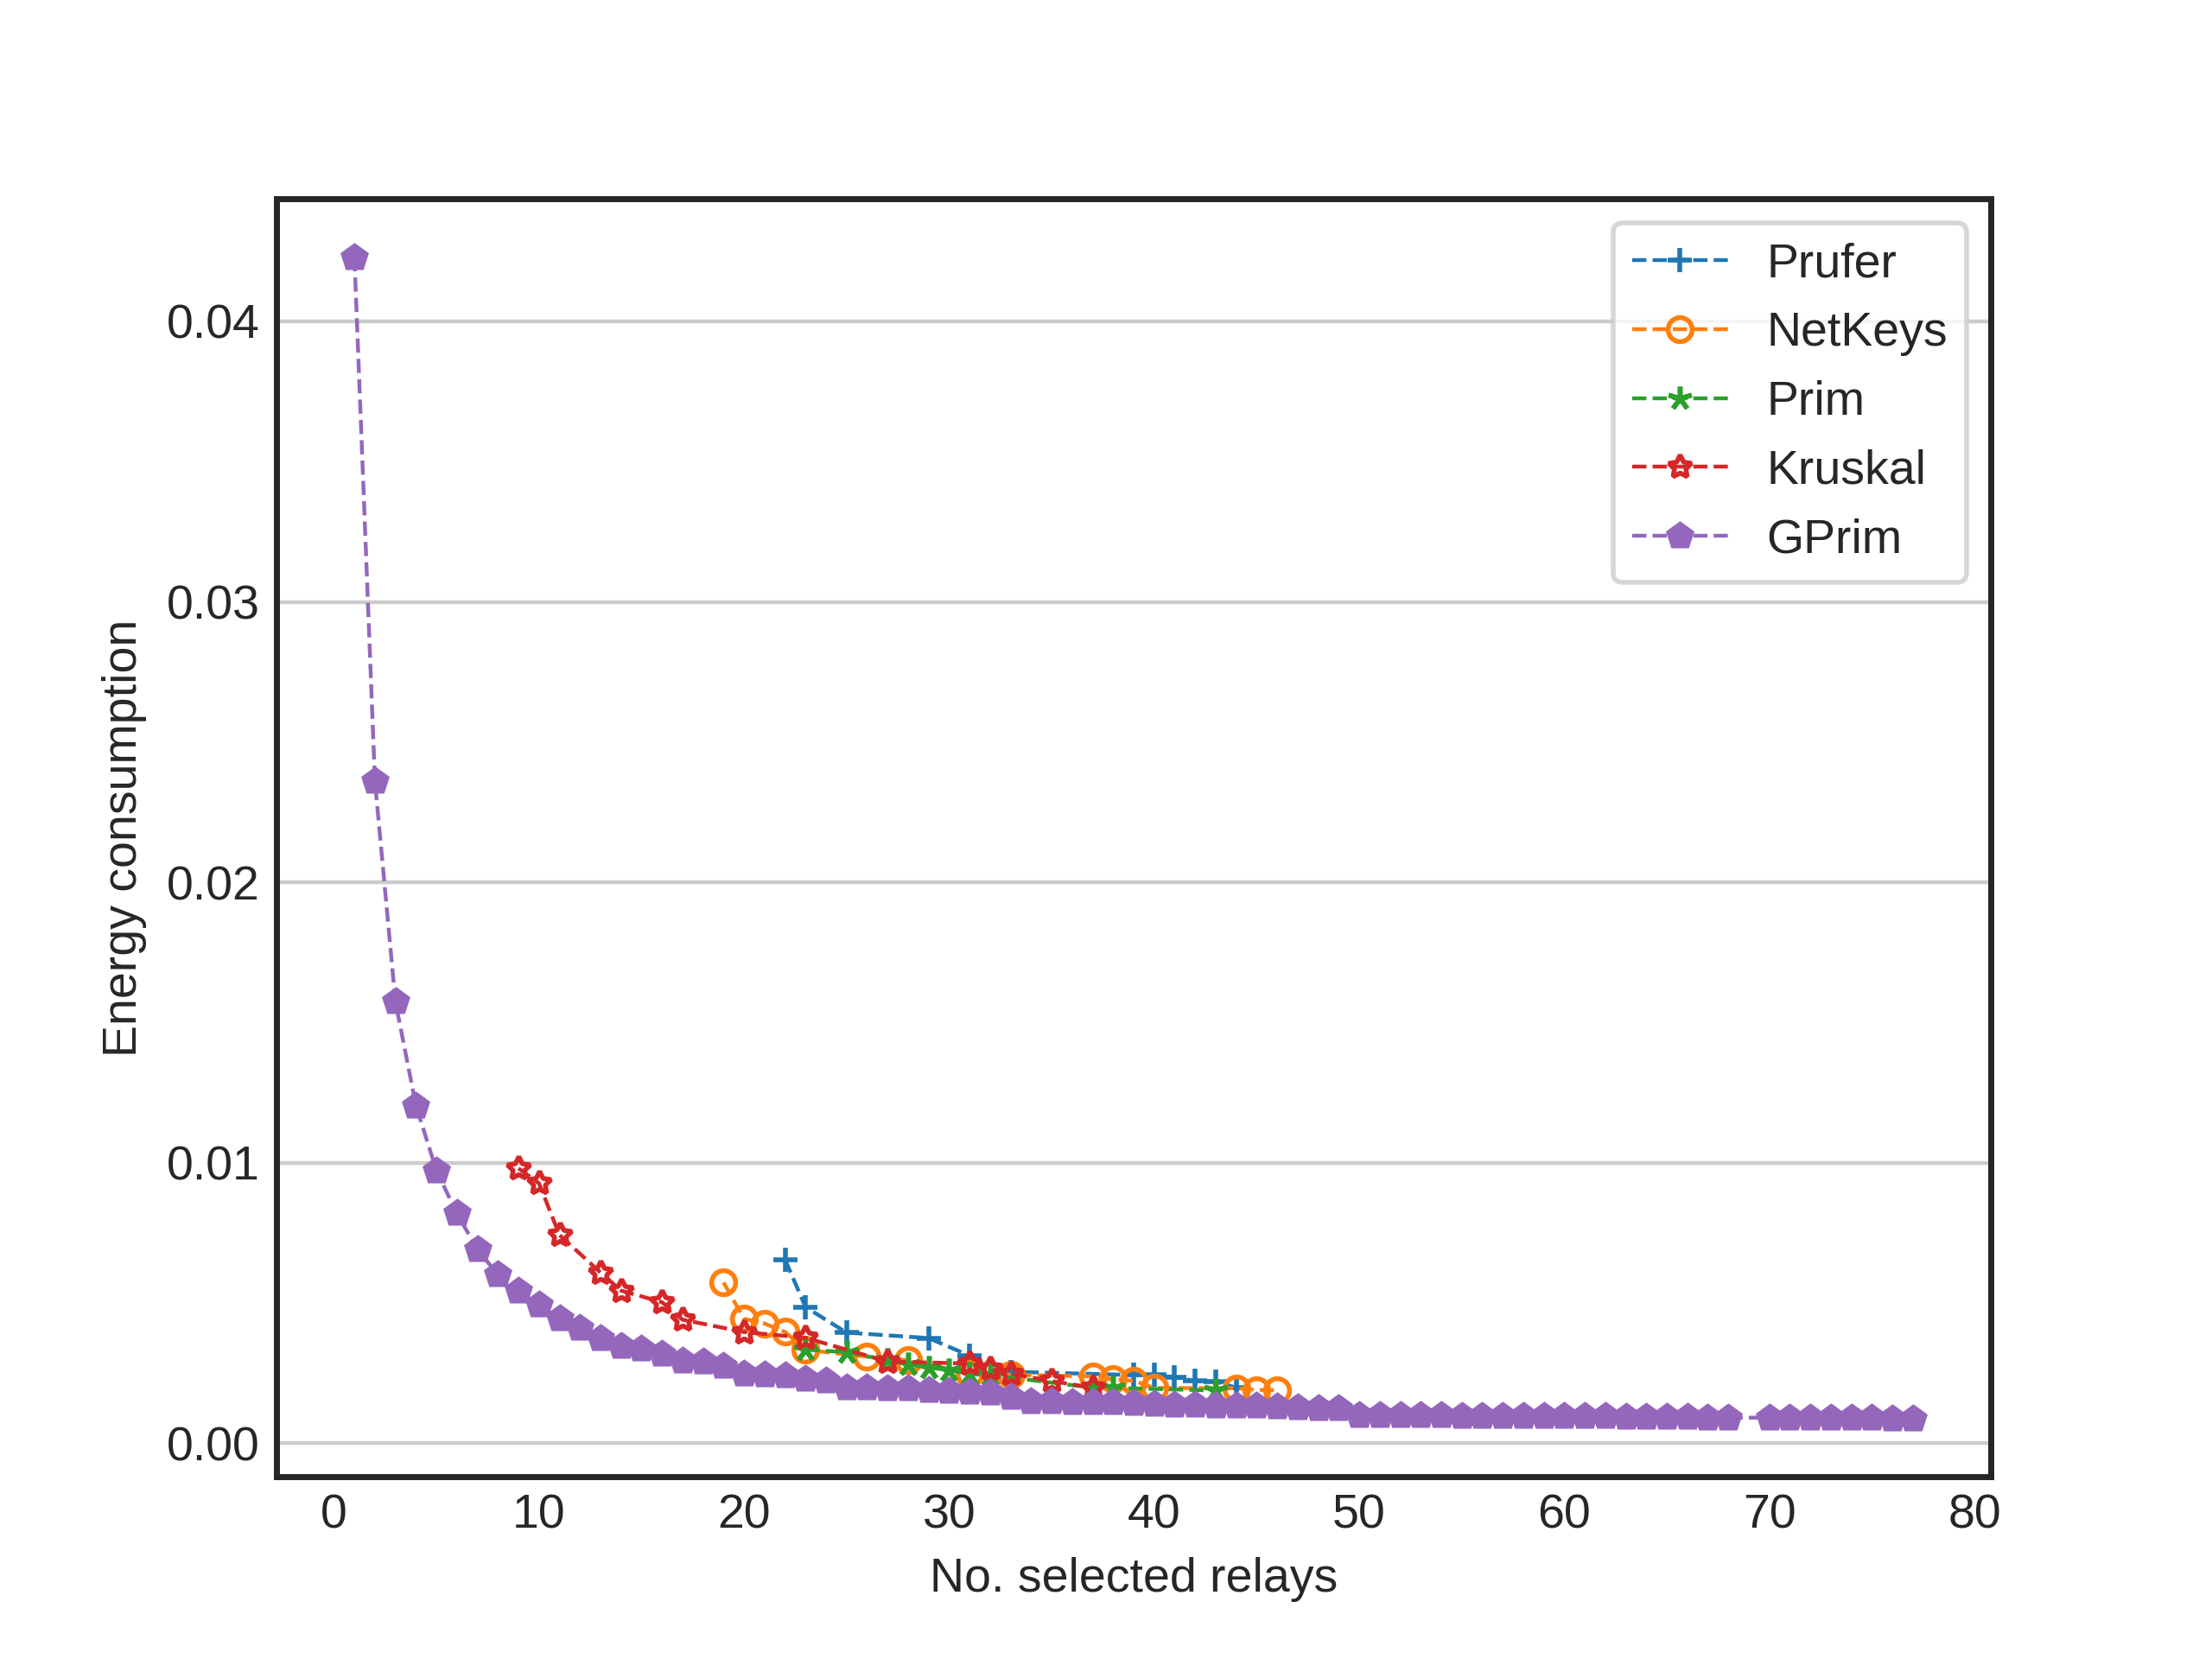 Prufer
NetKeys
Prim
Kruskal
GPrim
0.04
0.03
0.02
0.01
0.00
Energy consumption
0 10 20 30 40 50 60 70 80
No. selected relays